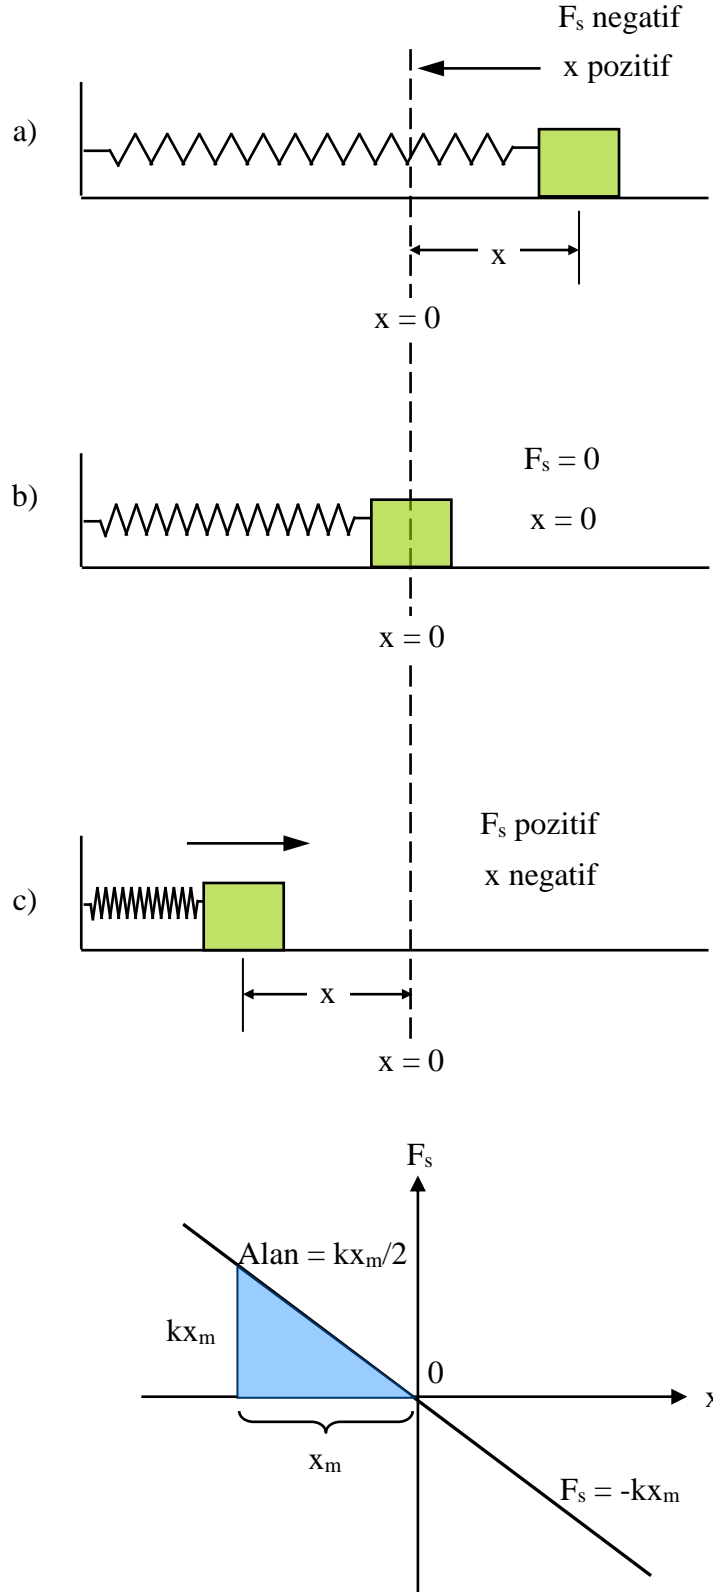 Fₛ negatif
x pozitif
a)
x
x = 0
Fₛ = 0
b)
x = 0
x = 0
Fₛ pozitif
x negatif
c)
x
x = 0
Fₛ
Alan = kxₘ/2
kxₘ
0
x
xₘ
Fₛ = -kxₘ